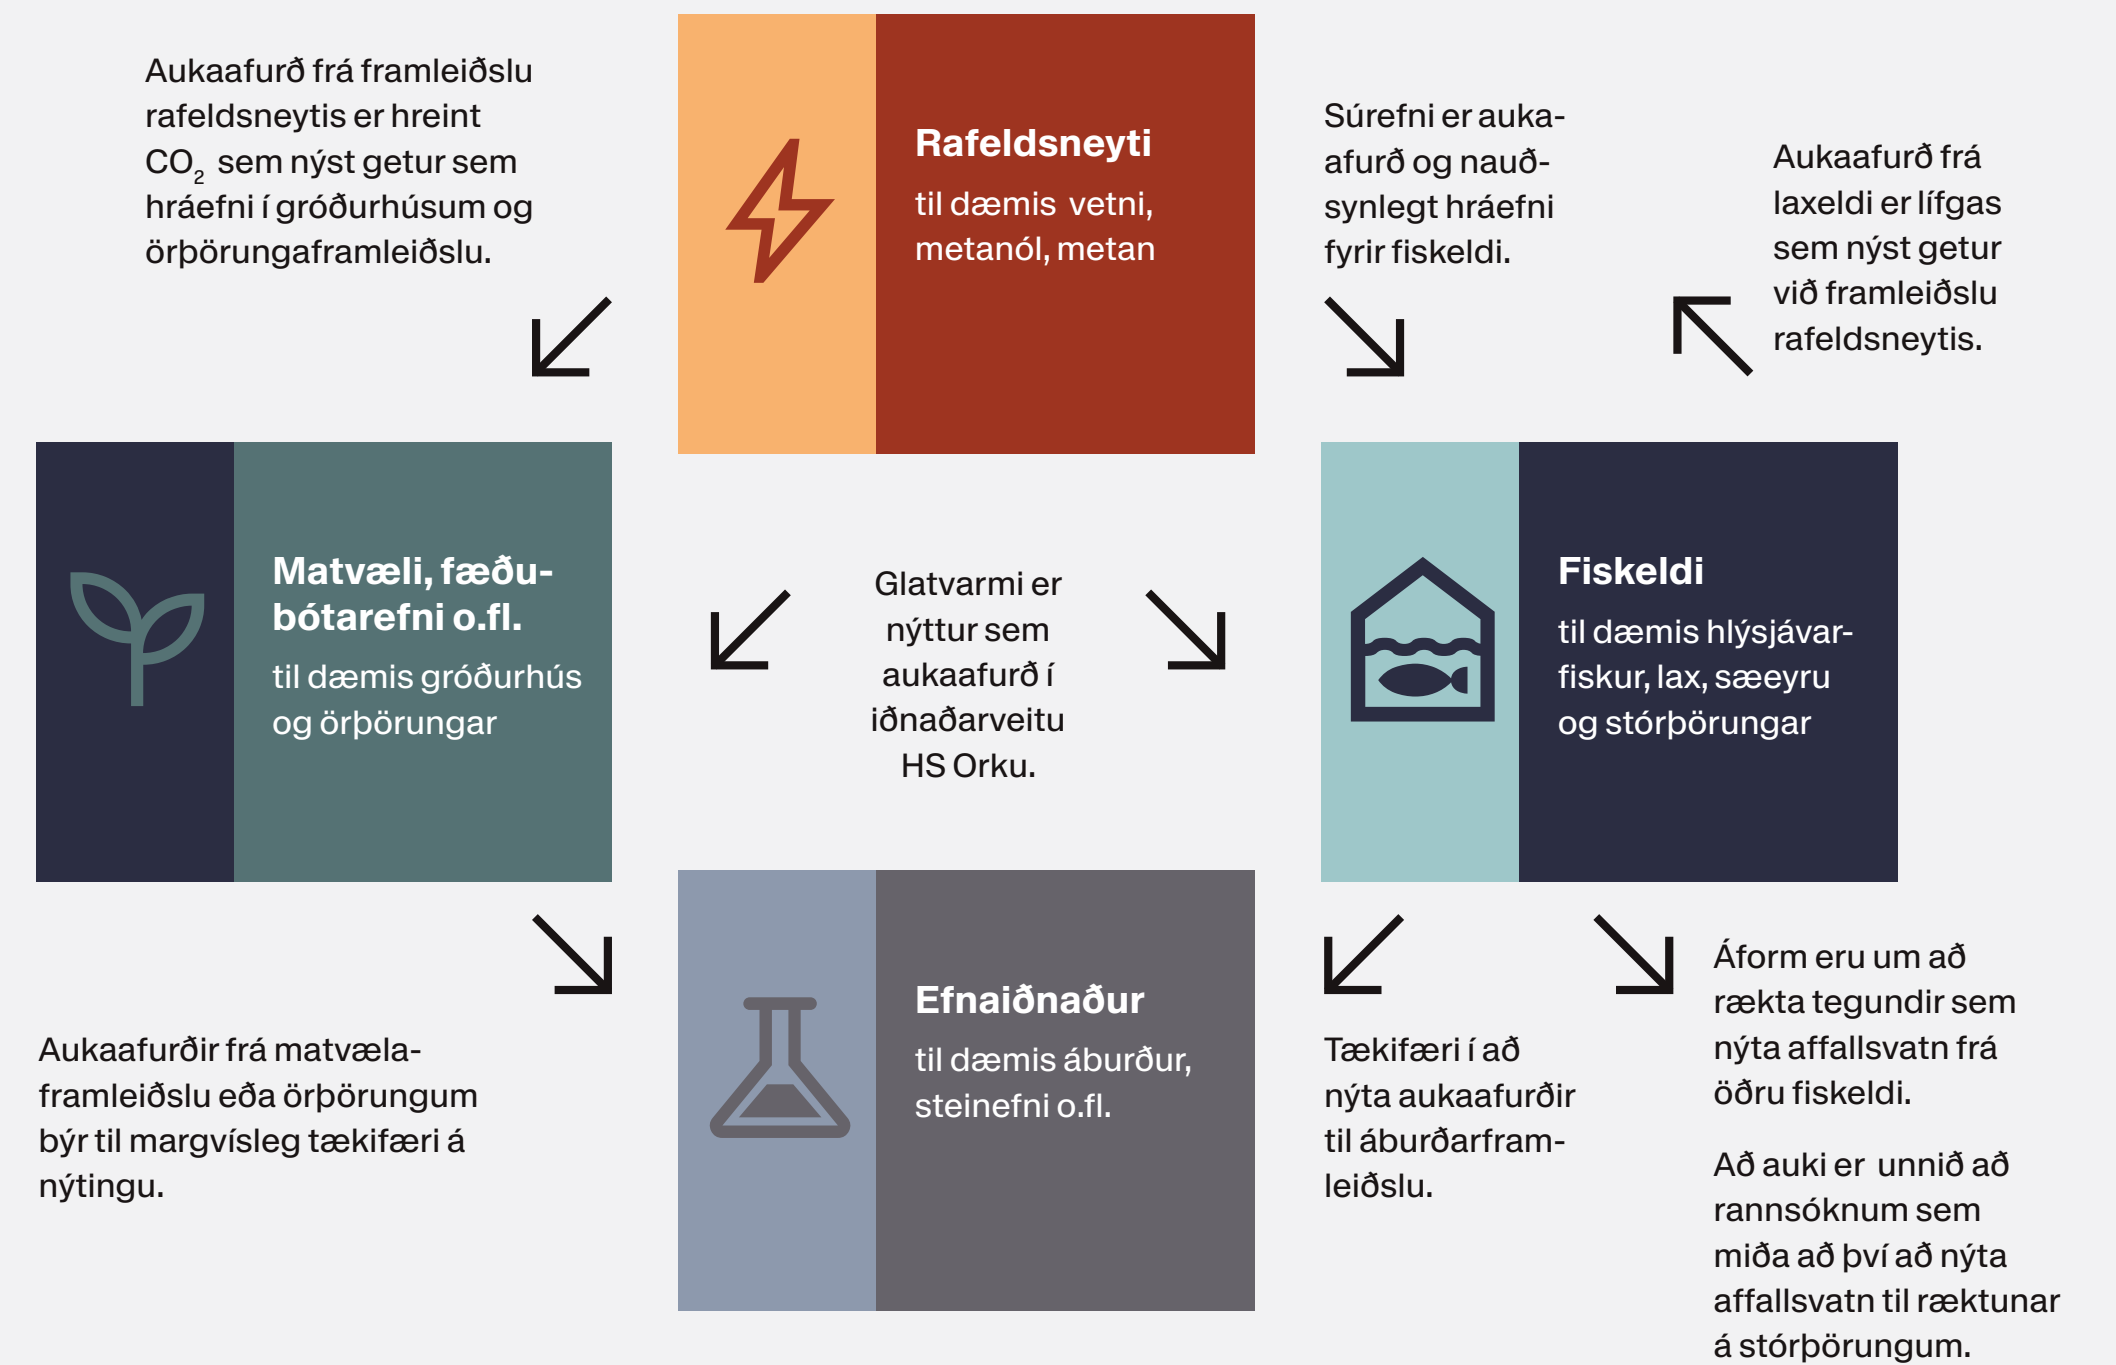 Aukaafurð frá framleiðslu
rafeldsneytis er hreint
CO₂ sem nýst getur sem
hráefni í gróðurhúsum og
örþörungaframleiðslu.
Rafeldsneyti
til dæmis vetni,
metanól, metan
Súrefni er auka-
afurð og nauð-
synlegt hráefni
fyrir fiskeldi.
Aukaafurð frá
laxeldi er lífgas
sem nýst getur
við framleiðslu
rafeldsneytis.
Matvæli, fæðu-
bótarefni o.fl.
til dæmis gróðurhús
og örþörungar
Glatvarmi er
nýttur sem
aukaafurð í
iðnaðarveitu
HS Orku.
Fiskeldi
til dæmis hlýsjávar-
fiskur, lax, sæeyru
og stórþörungar
Aukaafurðir frá matvæla-
framleiðslu eða örþörungum
býr til margvísleg tækifæri á
nýtingu.
Efnaiðnaður
til dæmis áburður,
steinefni o.fl.
Tækifæri í að
nýta aukaafurðir
til áburðarfram-
leiðslu.
Áform eru um að
rækta tegundir sem
nýta affallsvatn frá
öðru fiskeldi.
Að auki er unnið að
rannsóknum sem
miða að því að nýta
affallsvatn til ræktunar
á stórþörungum.